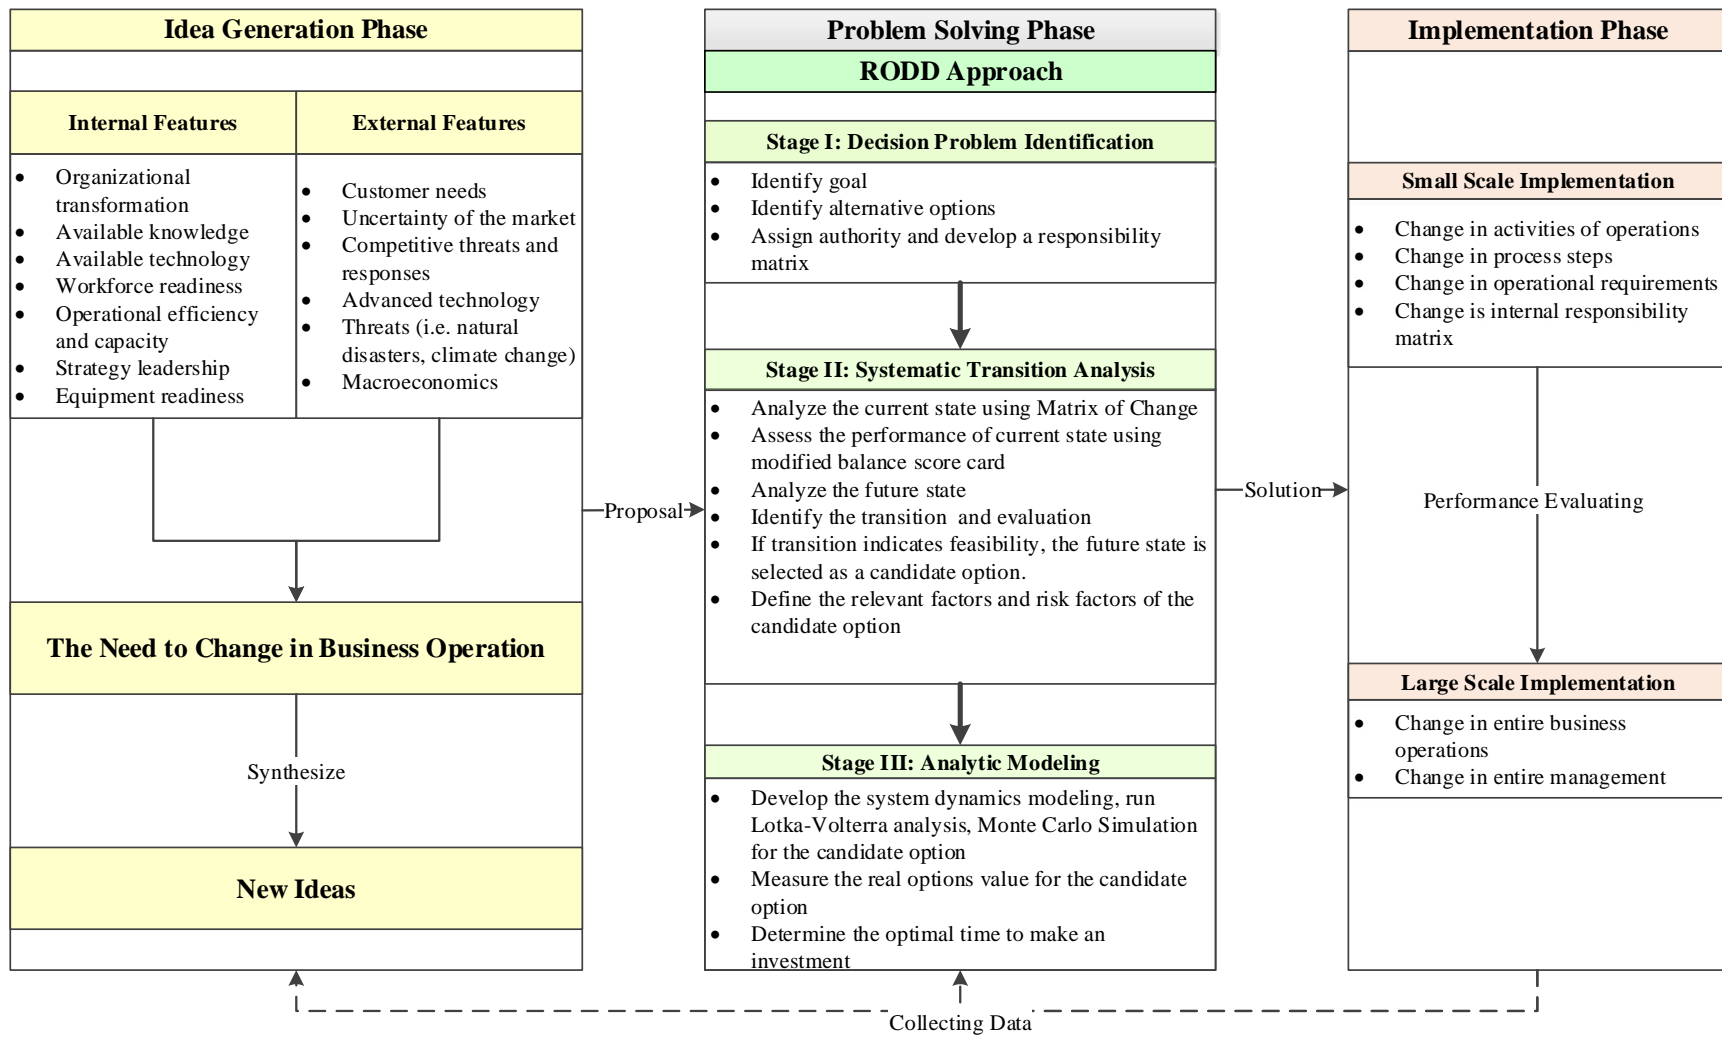 Idea Generation Phase
Internal Features
Organizational
transformation
Available knowledge
Available technology
Workforce readiness
Operational efficiency
and capacity
Strategy leadership
Equipment readiness
External Features
Customer needs
Uncertainty of the market
Competitive threats and
responses
Advanced technology
Threats (i.e. natural
disasters, climate change)
Macroeconomics
The Need to Change in Business Operation
Synthesize
New Ideas
Proposal
Problem Solving Phase
RODD Approach
Stage I: Decision Problem Identification
Identify goal
Identify alternative options
Assign authority and develop a responsibility
matrix
Stage II: Systematic Transition Analysis
Analyze the current state using Matrix of Change
Assess the performance of current state using
modified balance score card
Analyze the future state
Identify the transition and evaluation
If transition indicates feasibility, the future state is
selected as a candidate option.
Define the relevant factors and risk factors of the
candidate option
Stage III: Analytic Modeling
Develop the system dynamics modeling, run
Lotka-Volterra analysis, Monte Carlo Simulation
for the candidate option
Measure the real options value for the candidate
option
Determine the optimal time to make an
investment
Solution
Implementation Phase
Small Scale Implementation
Change in activities of operations
Change in process steps
Change in operational requirements
Change is internal responsibility
matrix
Performance Evaluating
Large Scale Implementation
Change in entire business
operations
Change in entire management
Collecting Data